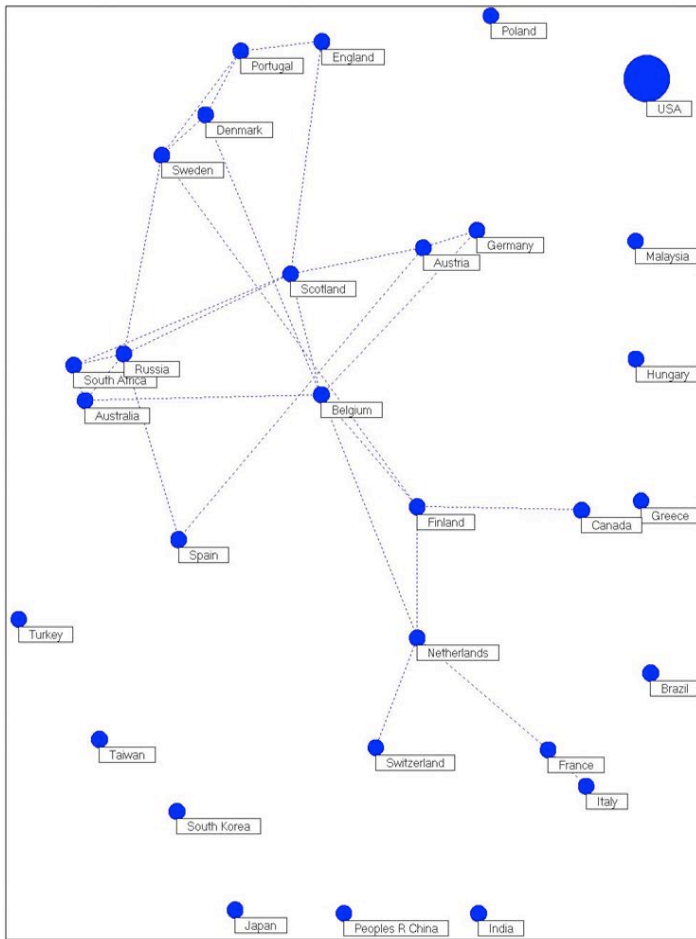 Poland
England
Portugal
USA
Denmark
Sweden
Germany
Malaysia
Austria
Scotland
Russia
Hungary
South Africa
Australia
Belgium
Greece
Finland
Canada
Spain
Turkey
Netherlands
Brazil
Taiwan
Switzerland
France
Italy
South Korea
Japan
Peoples R China
India